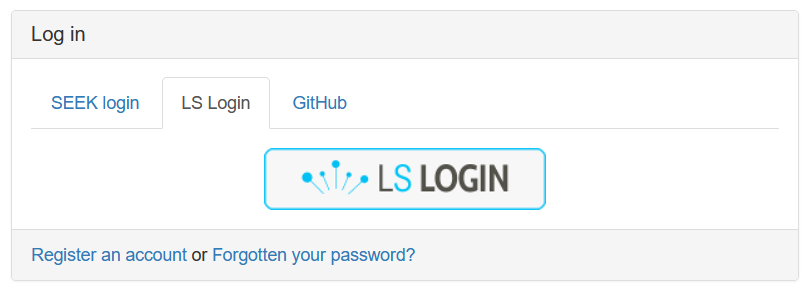 Log in
SEEK login LS Login GitHub
LS LOGIN
Register an account or Forgotten your password?